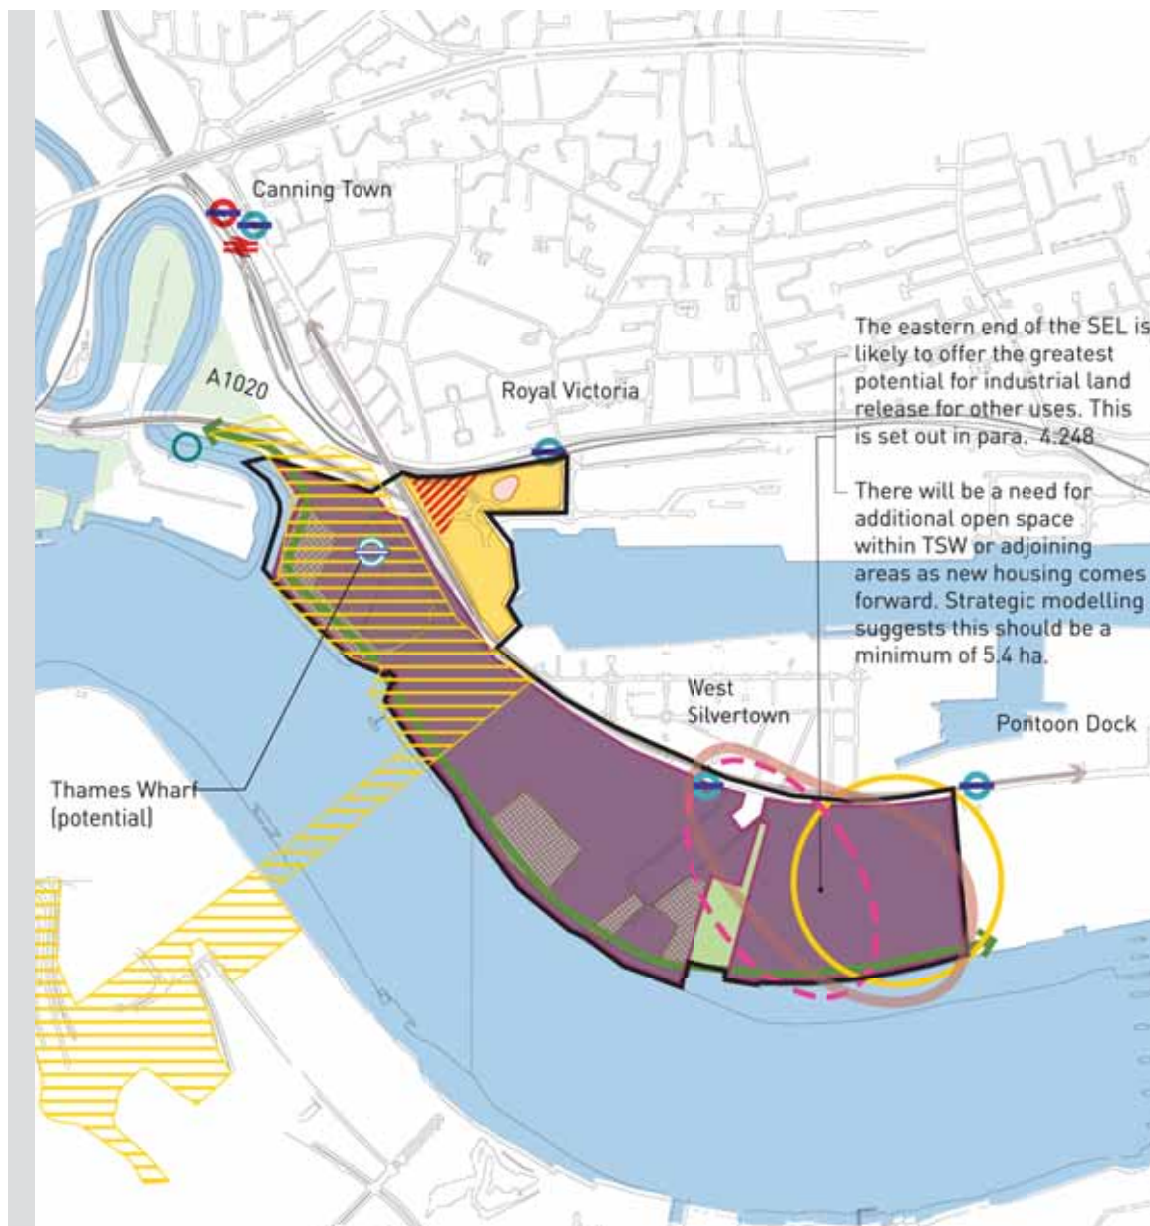 Canning Town
A1020
Royal Victoria
The eastern end of the SEL is
likely to offer the greatest
potential for industrial land
release for other uses. This
is set out in para. 4.248
There will be a need for
additional open space
within TSW or adjoining
areas as new housing comes
forward. Strategic modelling
suggests this should be a
minimum of 5.4 ha.
West
Silvertown
Pontoon Dock
Thames Wharf
(potential)